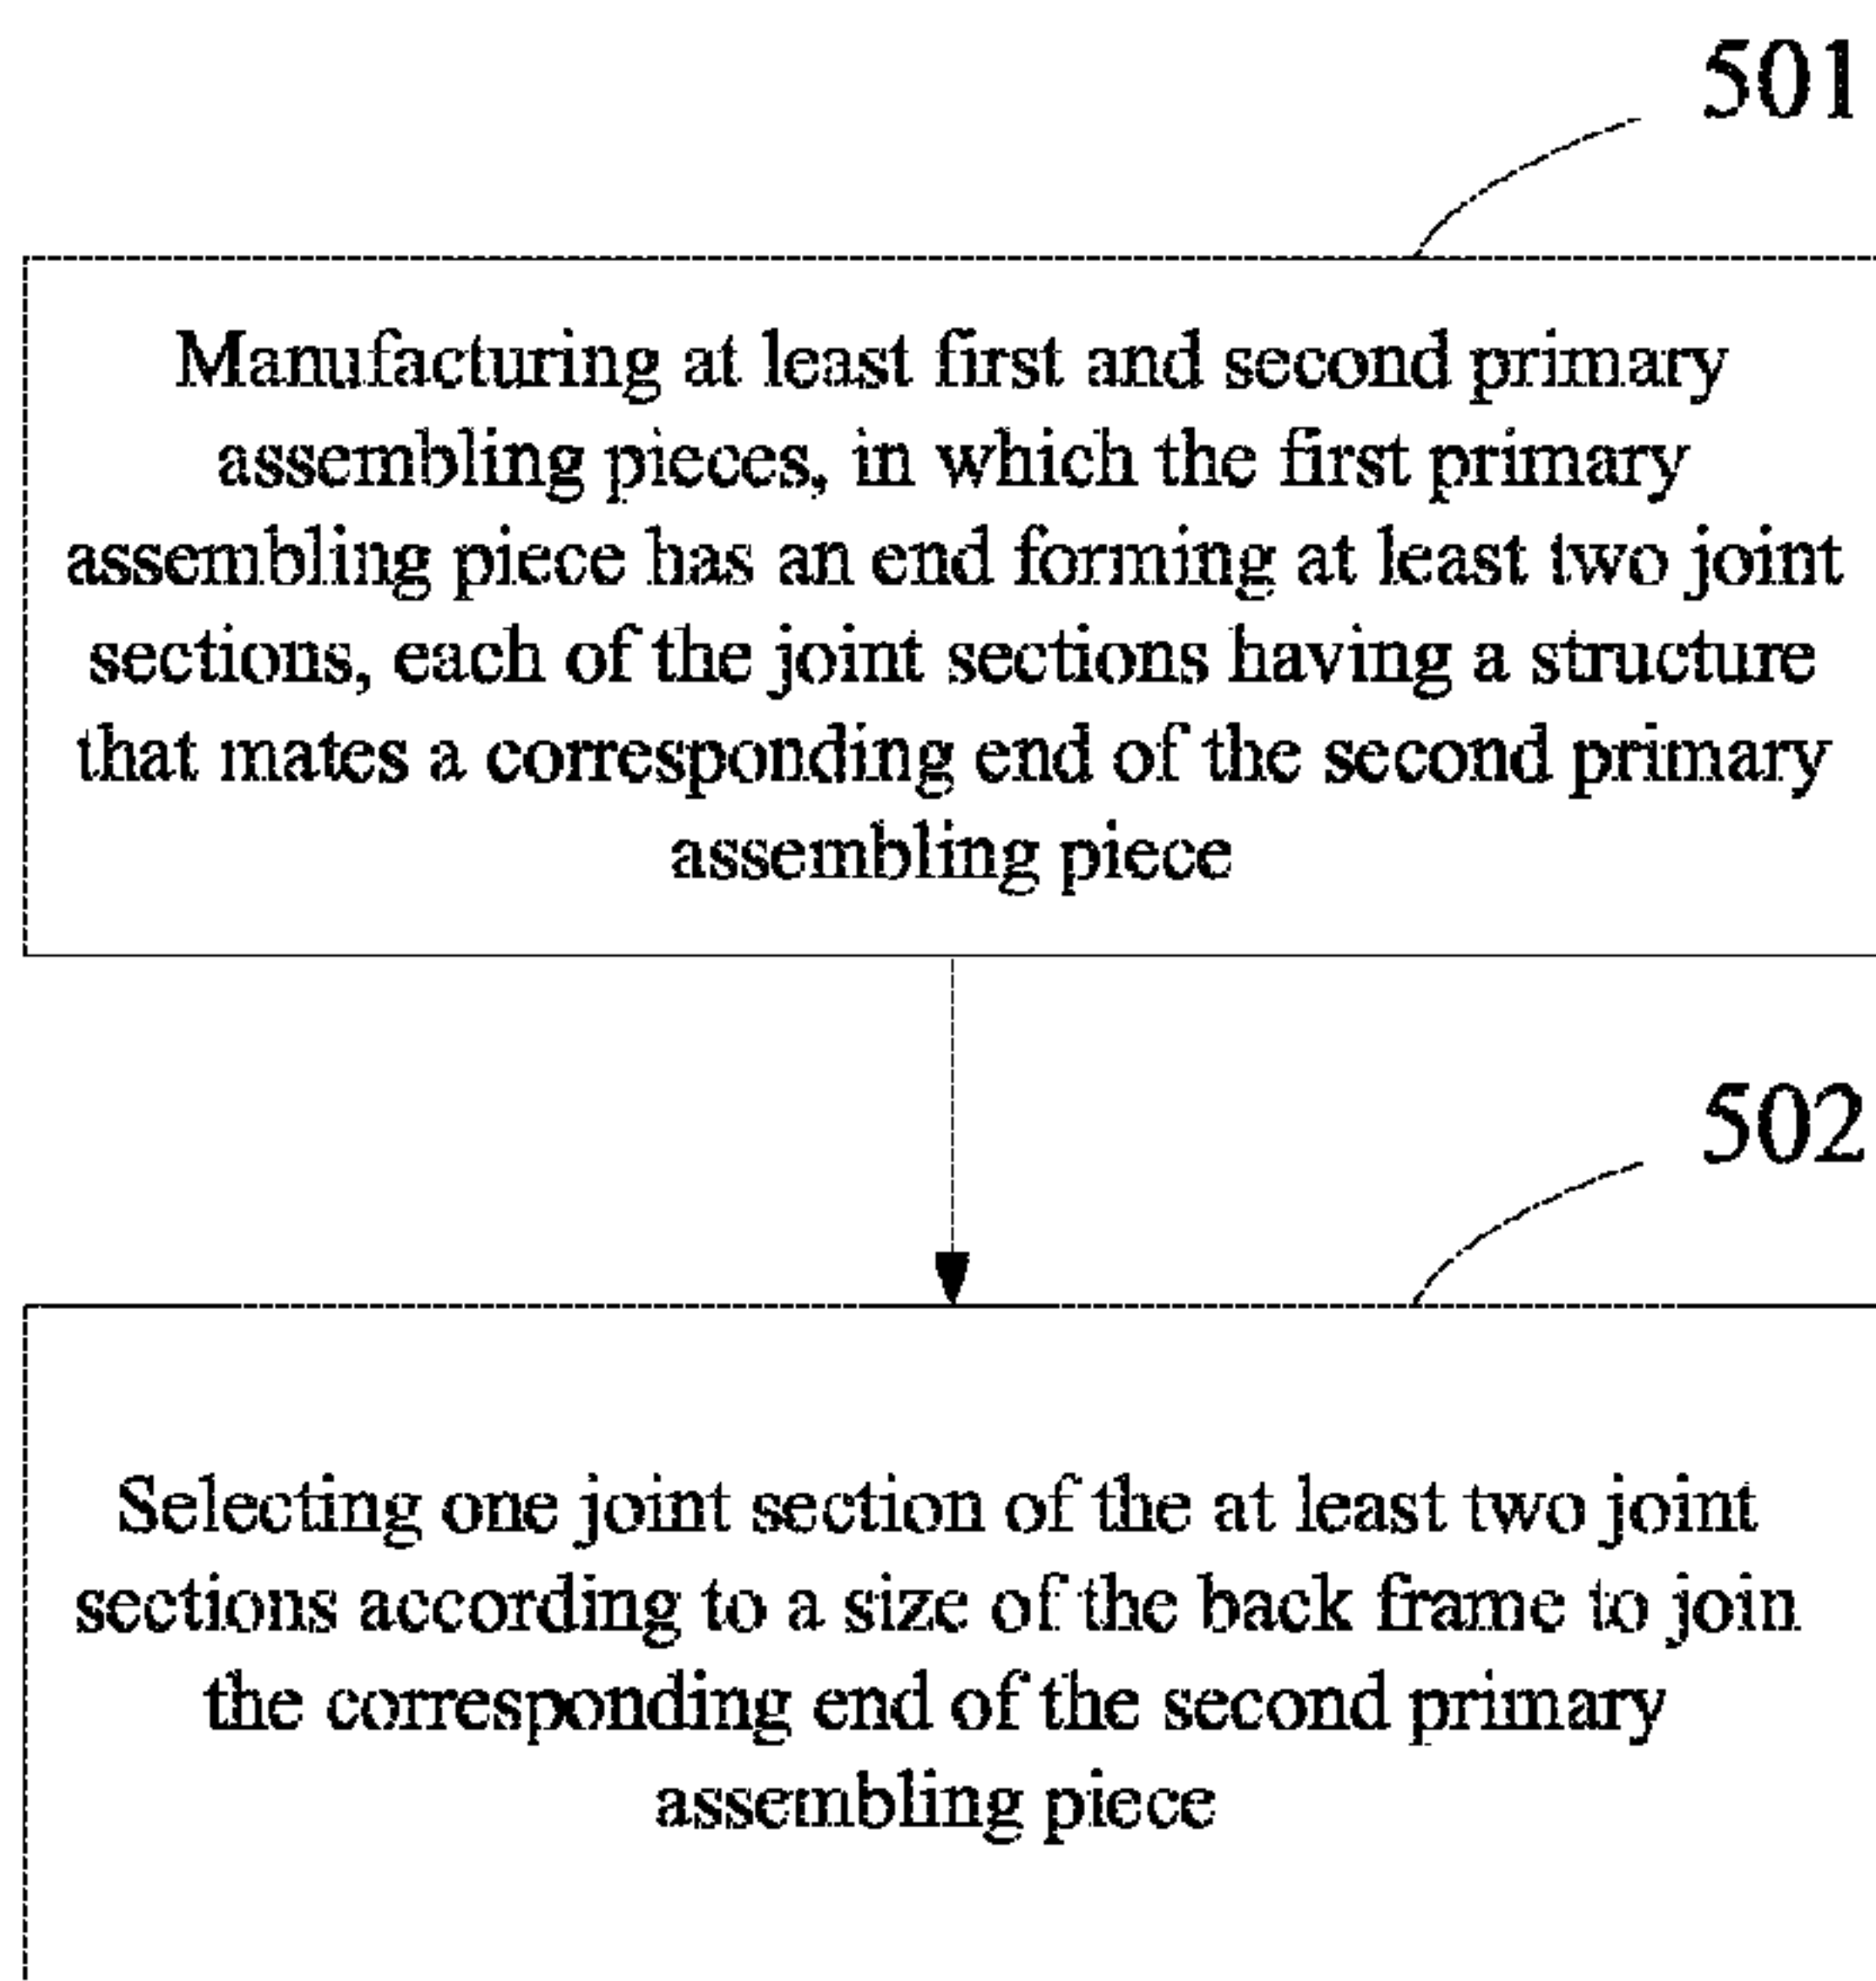 501
Manufacturing at least first and second primary
assembling pieces, in which the first primary
assembling piece has an end forming at least two joint
sections, each of the joint sections having a structure
that mates a corresponding end of the second primary
assembling piece
502
Selecting one joint section of the at least two joint
sections according to a size of the back frame to join
the corresponding end of the second primary
assembling piece